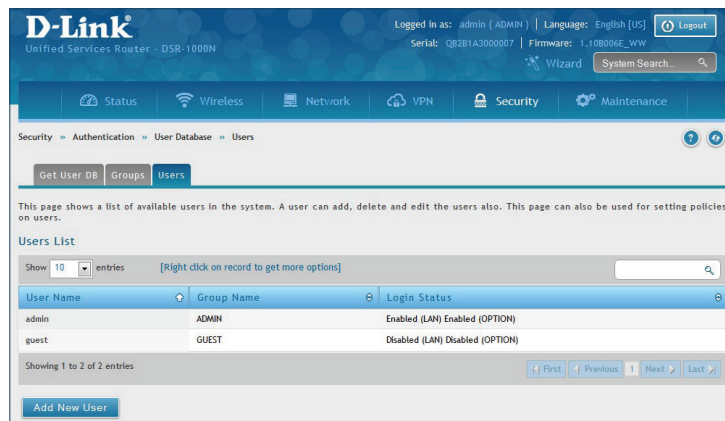 D-Link
Unified Services Router - DSR-1000N
Logged in as: admin ( ADMIN ) | Language: English [US]
Logout
Serial: QB2B1A3000007 | Firmware: 1.10B006E_WW
Wizard
System Search...
Status
Wireless
Network
VPN
Security
Maintenance
Security » Authentication » User Database » Users
Get User DB
Groups
Users
This page shows a list of available users in the system. A user can add, delete and edit the users also. This page can also be used for setting policies
on users.
Users List
Show 10 entries [Right click on record to get more options]
User Name Group Name Login Status
admin ADMIN Enabled (LAN) Enabled (OPTION)
guest GUEST Disabled (LAN) Disabled (OPTION)
Showing 1 to 2 of 2 entries
First Previous 1 Next Last
Add New User